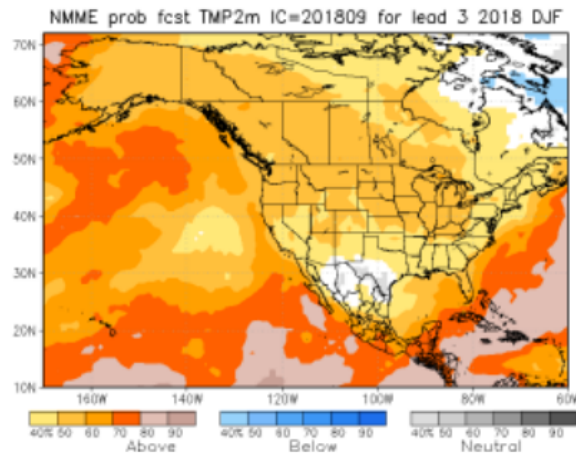 NMME prob fcst TMP2m IC=201809 for lead 3 2018 DJF
70N
60N
50N
40N
30N
20N
10N
160W 140W 120W 100W 80W 60W
40% 50 60 70 80 90 40% 50 60 70 80 90 40% 50 60 70 80 90
Above Below Neutral